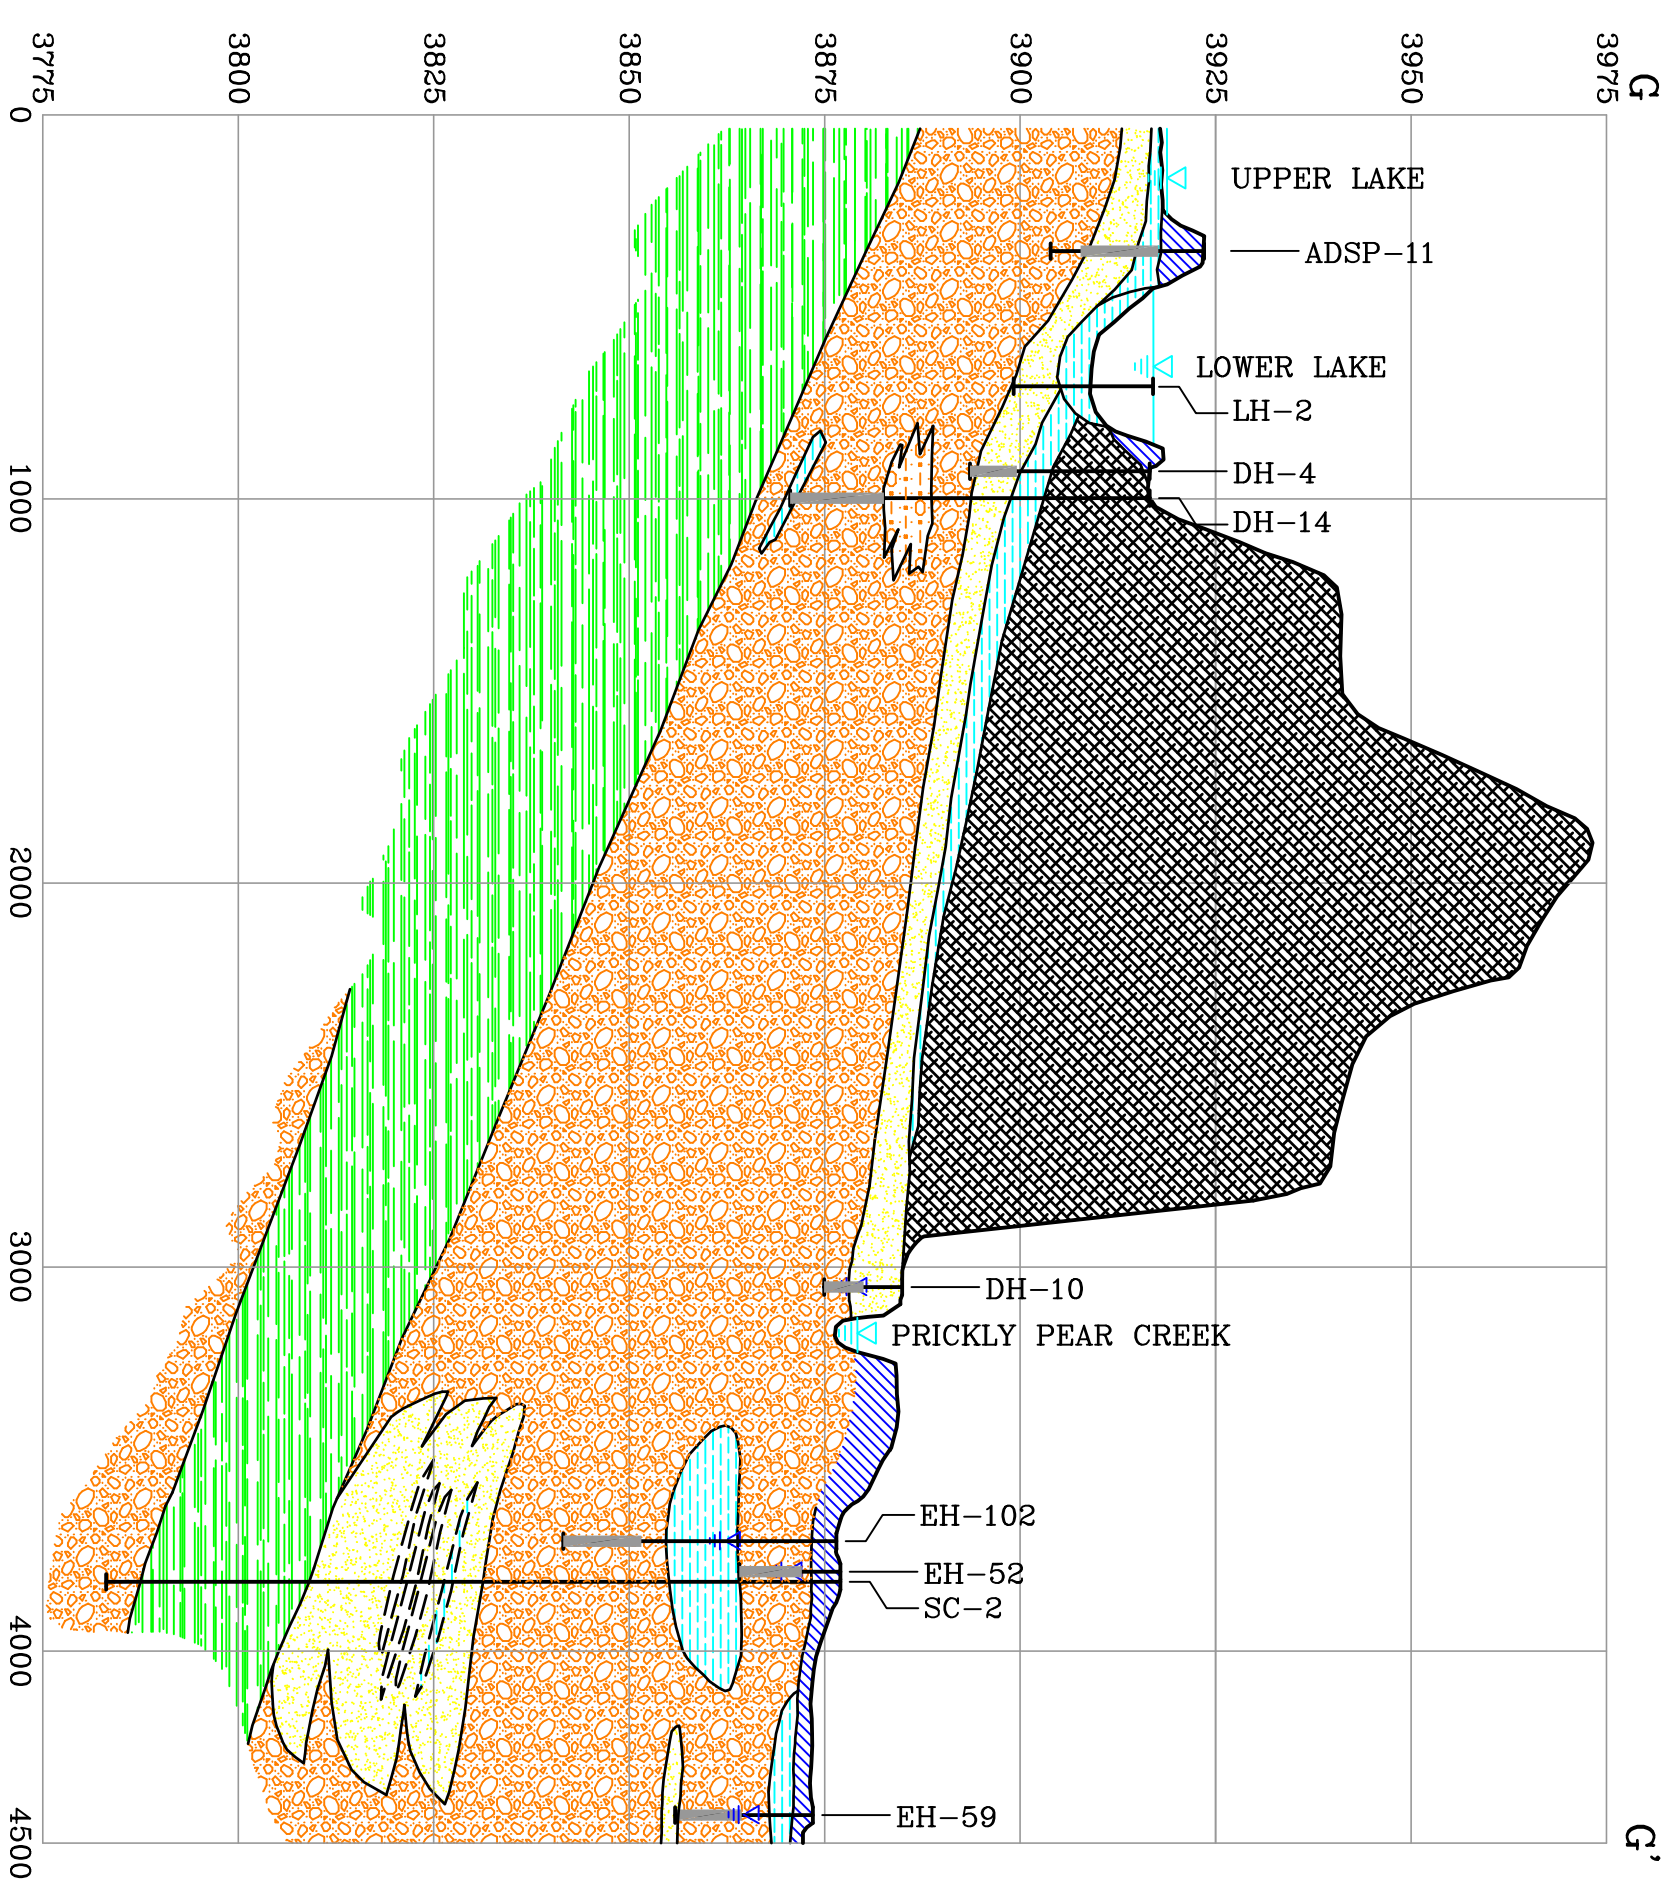 G
G'
3775
3800
3825
3850
3875
3900
3925
3950
3975
0
1000
2000
3000
4000
4500
UPPER LAKE
ADSP-11
LOWER LAKE
LH-2
DH-4
DH-14
DH-10
PRICKLY PEAR CREEK
EH-102
EH-52
SC-2
EH-59